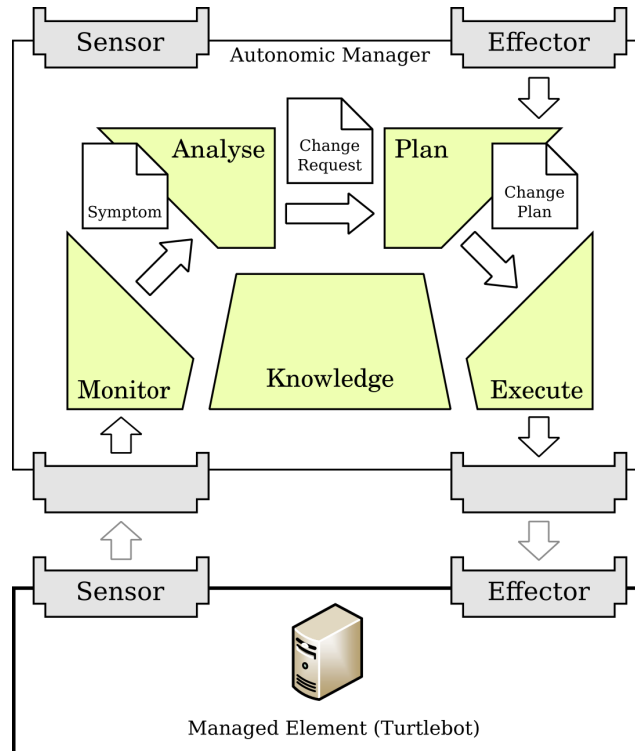 Sensor
Effector
Autonomic Manager
Analyse
Change
Request
Plan
Symptom
Change
Plan
Monitor
Knowledge
Execute
Sensor
Effector
Managed Element (Turtlebot)